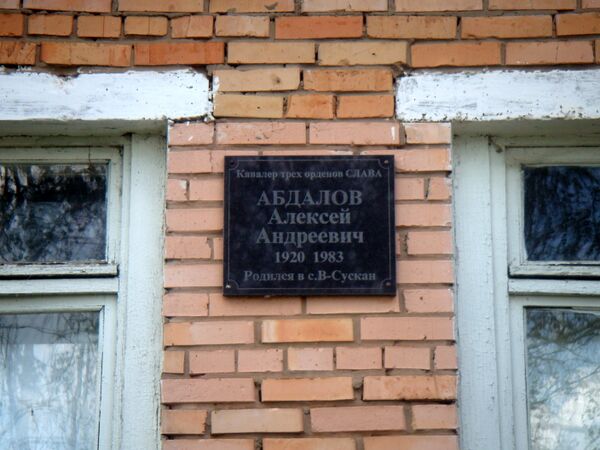 Кавалер трех орденов СЛАВА
АБДАЛОВ
Алексей
Андреевич
1920 1983
Родился в с.В-Сускан